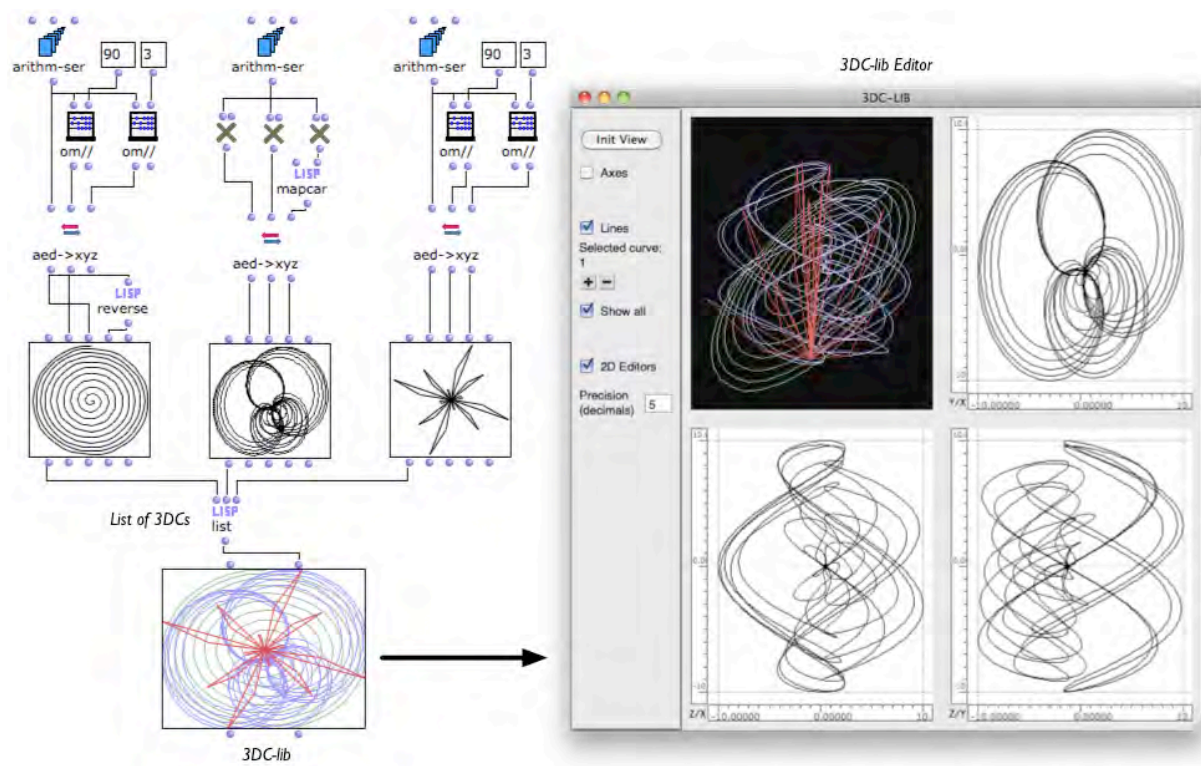 arithm-ser
90
3
om//
om//
aed->xyz
LISP
reverse
arithm-ser
LISP
mapcar
aed->xyz
arithm-ser
90
3
om//
om//
aed->xyz
List of 3DCs
LISP
list
3DC-lib
3DC-lib Editor
3DC-LIB
Init View
Axes
Lines
Selected curve:
1
+
−
Show all
2D Editors
Precision
(decimals)
5
Y/X
-10.00000
0.00000
10.
Z/X
-10.00000
0.00000
10.
Z/Y
-10.00000
0.00000
10.